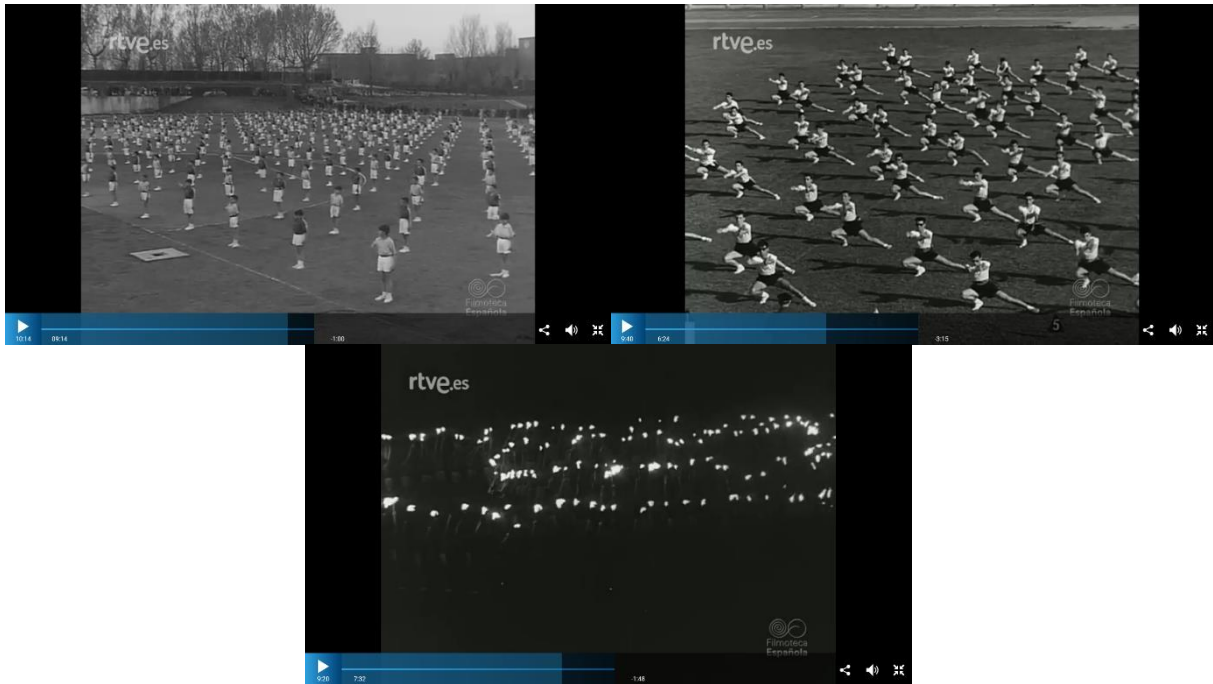 rtve.es
Filmoteca
Española
10:14
09:14
-1:00
rtve.es
5
Filmoteca
Española
9:40
6:24
-3:15
rtve.es
Filmoteca
Española
9:20
7:32
-1:48